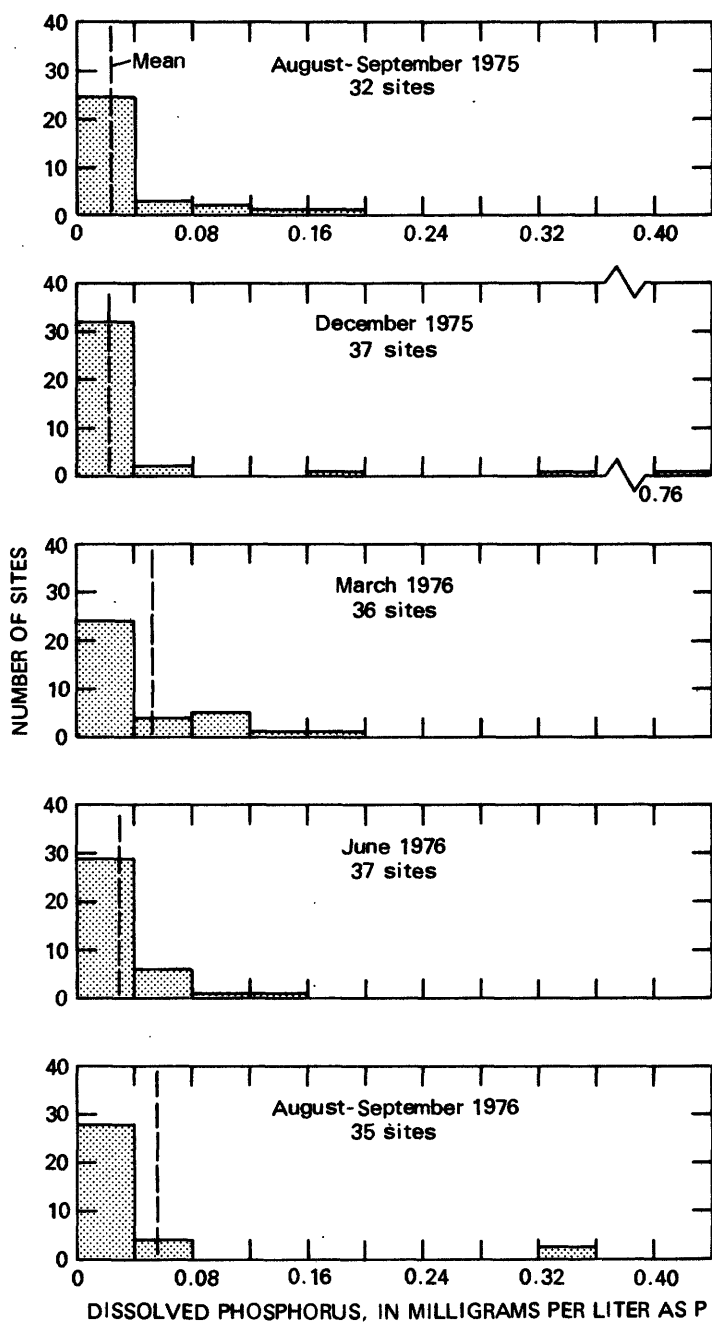 40
30
20
10
0
Mean
August-September 1975
32 sites
0 0.08 0.16 0.24 0.32 0.40
40
30
20
10
0
December 1975
37 sites
0.76
NUMBER OF SITES
40
30
20
10
0
March 1976
36 sites
40
30
20
10
0
June 1976
37 sites
40
30
20
10
0
August-September 1976
35 sites
0 0.08 0.16 0.24 0.32 0.40
DISSOLVED PHOSPHORUS, IN MILLIGRAMS PER LITER AS P